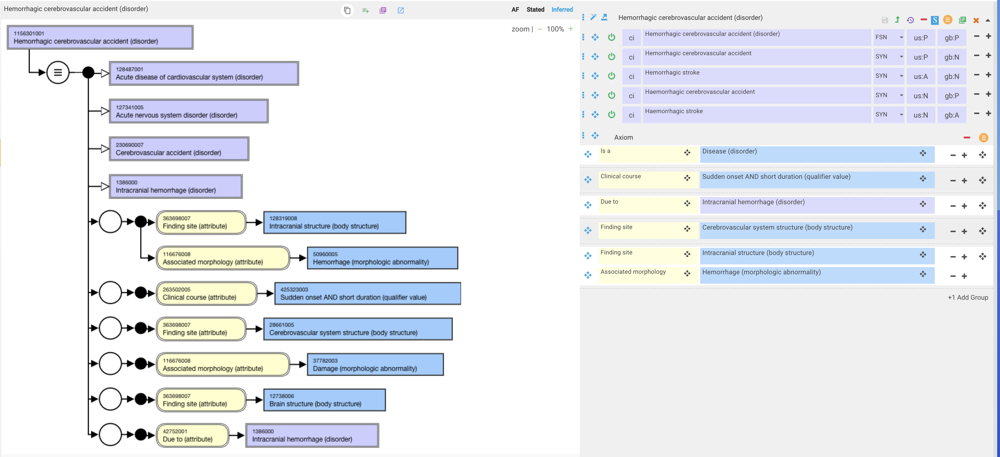 Hemorrhagic cerebrovascular accident (disorder)
AF Stated Inferred
zoom | − 100% +
1156301001
Hemorrhagic cerebrovascular accident (disorder)
128487001
Acute disease of cardiovascular system (disorder)
127341005
Acute nervous system disorder (disorder)
230690007
Cerebrovascular accident (disorder)
1386000
Intracranial hemorrhage (disorder)
363698007
Finding site (attribute)
128319008
Intracranial structure (body structure)
116676008
Associated morphology (attribute)
50960005
Hemorrhage (morphologic abnormality)
263502005
Clinical course (attribute)
425323003
Sudden onset AND short duration (qualifier value)
363698007
Finding site (attribute)
28661005
Cerebrovascular system structure (body structure)
116676008
Associated morphology (attribute)
37782003
Damage (morphologic abnormality)
363698007
Finding site (attribute)
12738006
Brain structure (body structure)
42752001
Due to (attribute)
1386000
Intracranial hemorrhage (disorder)
Hemorrhagic cerebrovascular accident (disorder) S
ci Hemorrhagic cerebrovascular accident (disorder) FSN us:P gb:P
ci Hemorrhagic cerebrovascular accident SYN us:P gb:N
ci Hemorrhagic stroke SYN us:A gb:N
ci Haemorrhagic cerebrovascular accident SYN us:N gb:P
ci Haemorrhagic stroke SYN us:N gb:A
Axiom
Is a Disease (disorder)
Clinical course Sudden onset AND short duration (qualifier value)
Due to Intracranial hemorrhage (disorder)
Finding site Cerebrovascular system structure (body structure)
Finding site Intracranial structure (body structure)
Associated morphology Hemorrhage (morphologic abnormality)
+1 Add Group